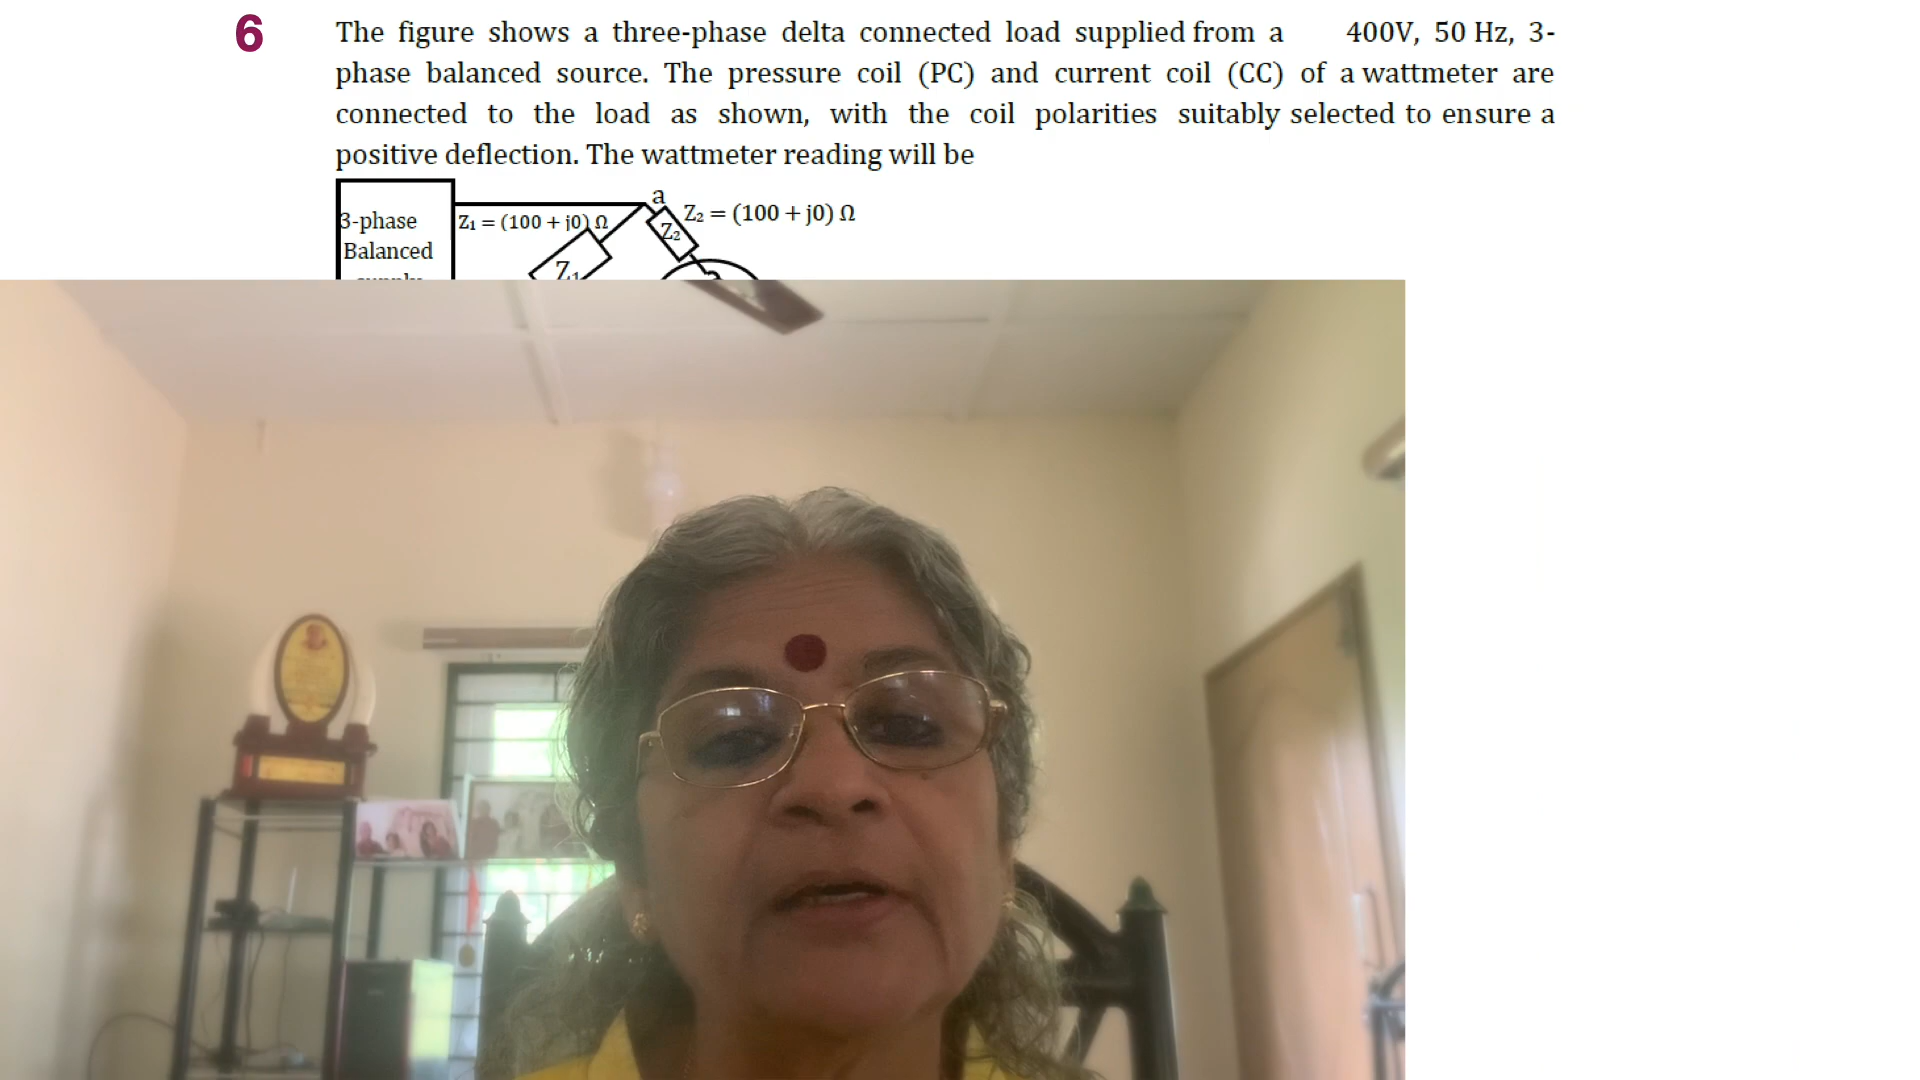 6 The figure shows a three-phase delta connected load supplied from a 400V, 50 Hz, 3-
phase balanced source. The pressure coil (PC) and current coil (CC) of a wattmeter are
connected to the load as shown, with the coil polarities suitably selected to ensure a
positive deflection. The wattmeter reading will be
a
3-phase
Balanced
Z₁ = (100 + j0) Ω
Z₂ = (100 + j0) Ω
Z₂
Z₁